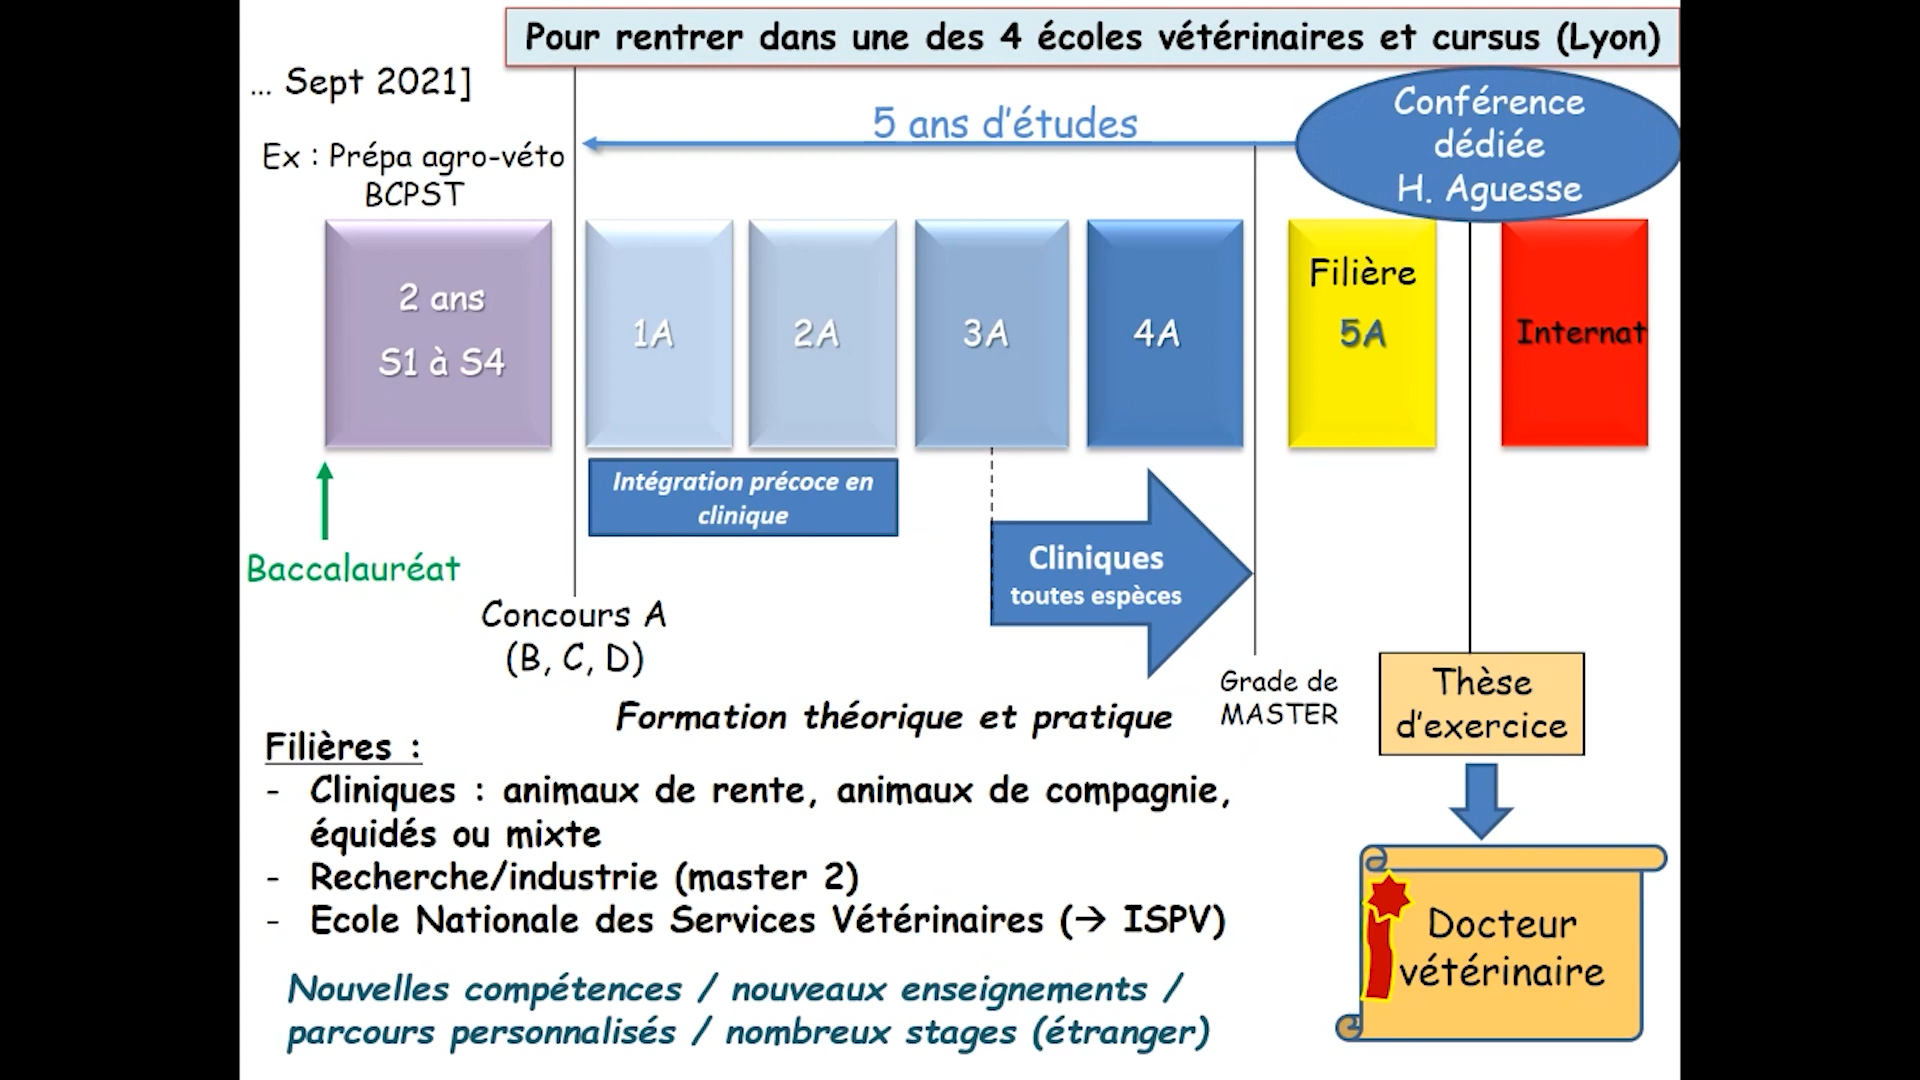 Pour rentrer dans une des 4 écoles vétérinaires et cursus (Lyon)
... Sept 2021]
5 ans d'études
Conférence
dédiée
H. Aguesse
Ex : Prépa agro-véto
BCPST
2 ans
S1 à S4
1A
2A
3A
4A
Filière
5A
Internat
Intégration précoce en
clinique
Cliniques
toutes espèces
Baccalauréat
Concours A
(B, C, D)
Grade de
MASTER
Thèse
d'exercice
Formation théorique et pratique
Filières :
- Cliniques : animaux de rente, animaux de compagnie,
équidés ou mixte
- Recherche/industrie (master 2)
- Ecole Nationale des Services Vétérinaires (→ ISPV)
Docteur
vétérinaire
Nouvelles compétences / nouveaux enseignements /
parcours personnalisés / nombreux stages (étranger)